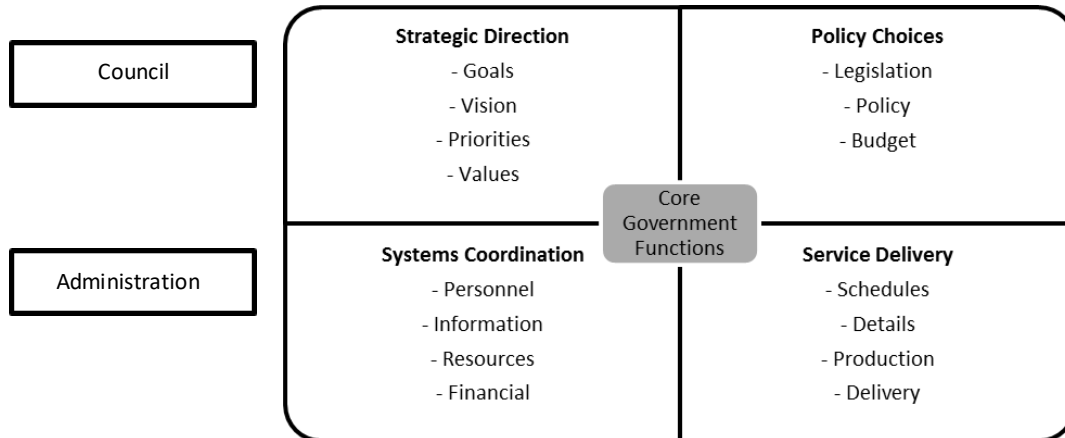 Council
Strategic Direction
- Goals
- Vision
- Priorities
- Values
Policy Choices
- Legislation
- Policy
- Budget
Core
Government
Functions
Administration
Systems Coordination
- Personnel
- Information
- Resources
- Financial
Service Delivery
- Schedules
- Details
- Production
- Delivery